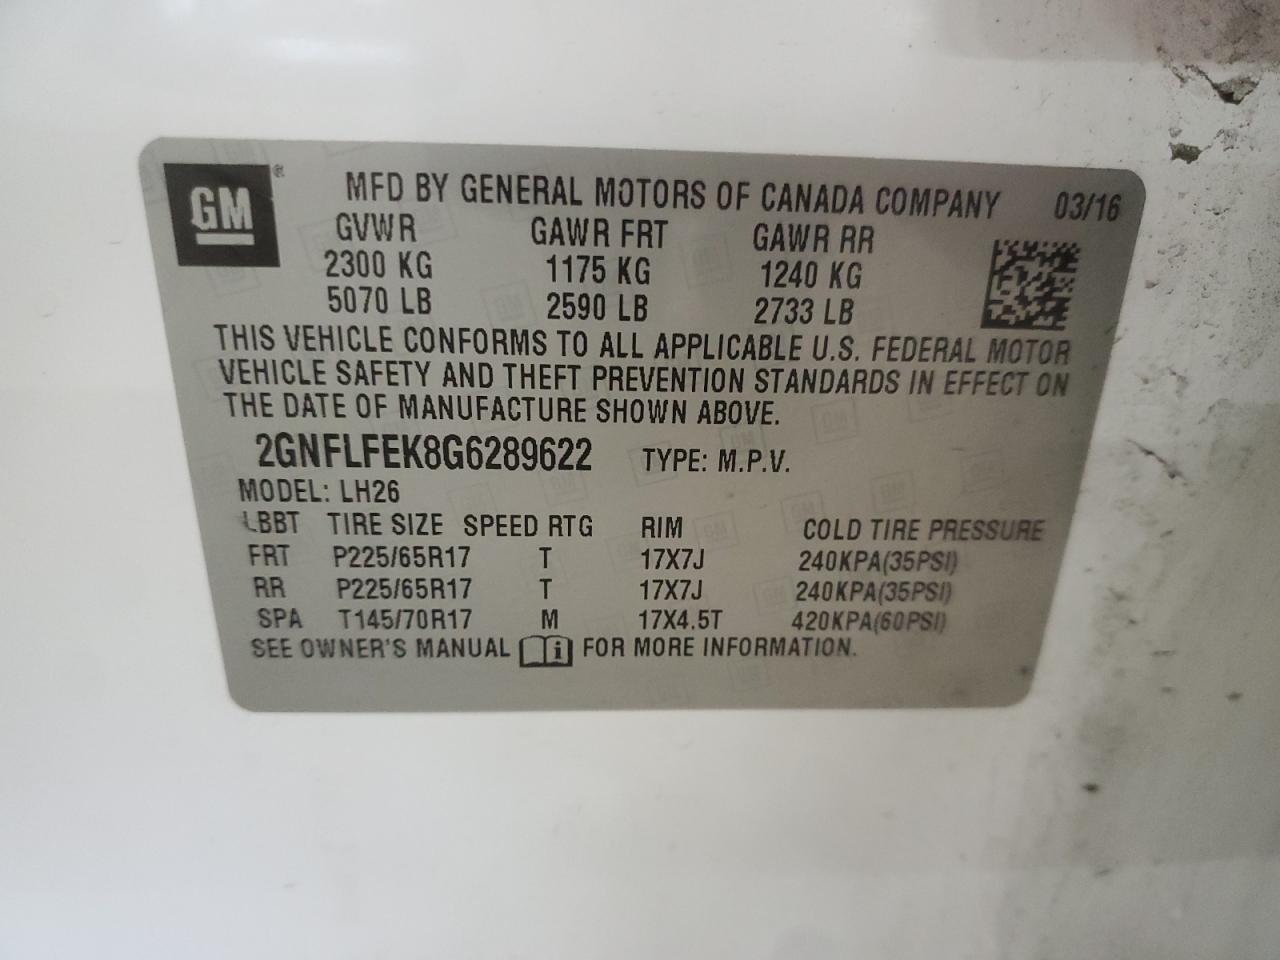 GM ®
MFD BY GENERAL MOTORS OF CANADA COMPANY 03/16
GVWR GAWR FRT GAWR RR
2300 KG 1175 KG 1240 KG
5070 LB 2590 LB 2733 LB
THIS VEHICLE CONFORMS TO ALL APPLICABLE U.S. FEDERAL MOTOR
VEHICLE SAFETY AND THEFT PREVENTION STANDARDS IN EFFECT ON
THE DATE OF MANUFACTURE SHOWN ABOVE.
2GNFLFEK8G6289622 TYPE: M.P.V.
MODEL: LH26
LBBT TIRE SIZE SPEED RTG RIM COLD TIRE PRESSURE
FRT P225/65R17 T 17X7J 240KPA(35PSI)
RR P225/65R17 T 17X7J 240KPA(35PSI)
SPA T145/70R17 M 17X4.5T 420KPA(60PSI)
SEE OWNER'S MANUAL i FOR MORE INFORMATION.